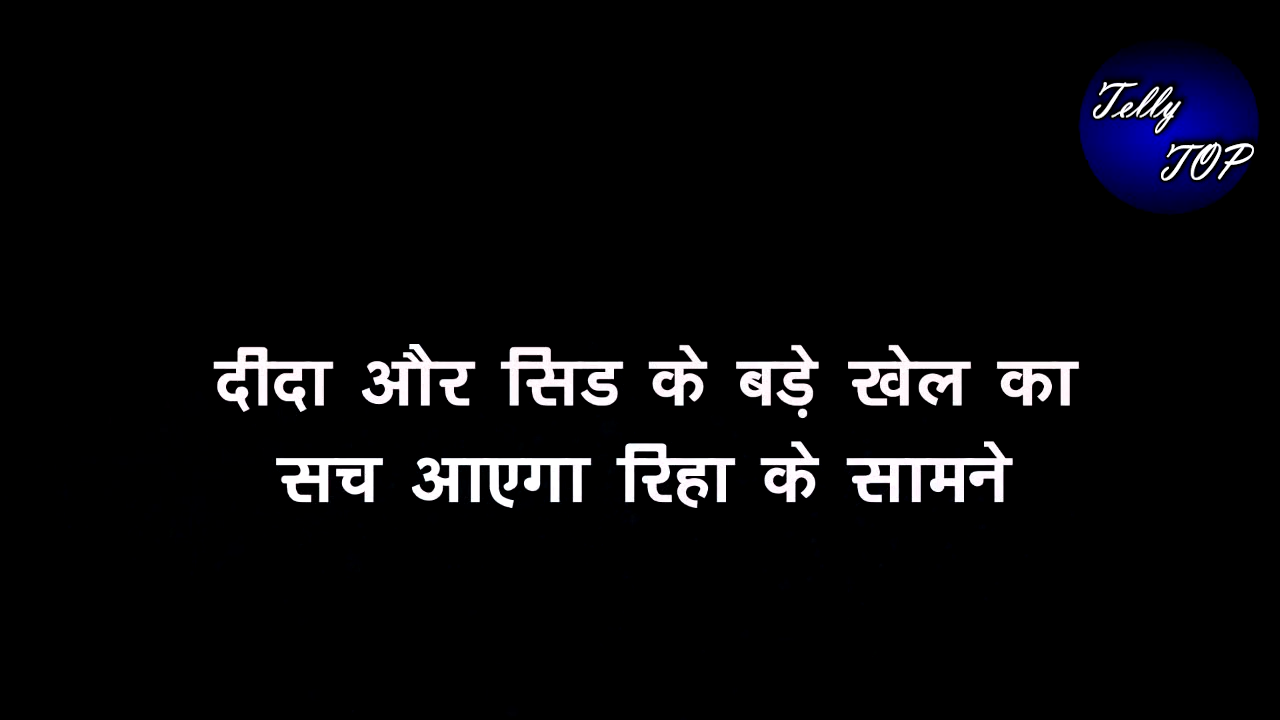 Telly
TOP
दीदा और सिड के बड़े खेल का
सच आएगा रिहा के सामने